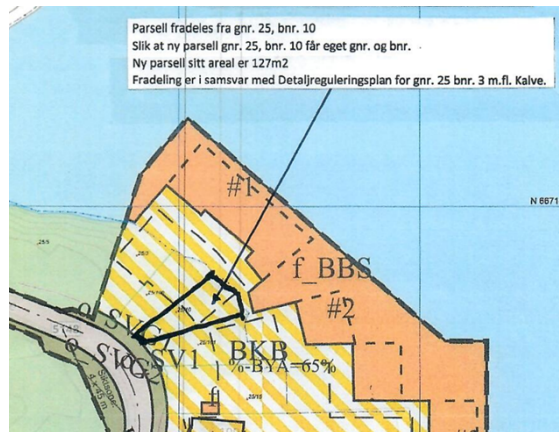 Parsell fradeles fra gnr. 25, bnr. 10
Slik at ny parsell gnr. 25, bnr. 10 får eget gnr. og bnr.
Ny parsell sitt areal er 127m2
Fradeling er i samsvar med Detaljreguleringsplan for gnr. 25 bnr. 3 m.fl. Kalve.
#1
N 6671
f_BBS
#2
SV1
BKB
%-BYA=65%
4 x 45 m
f